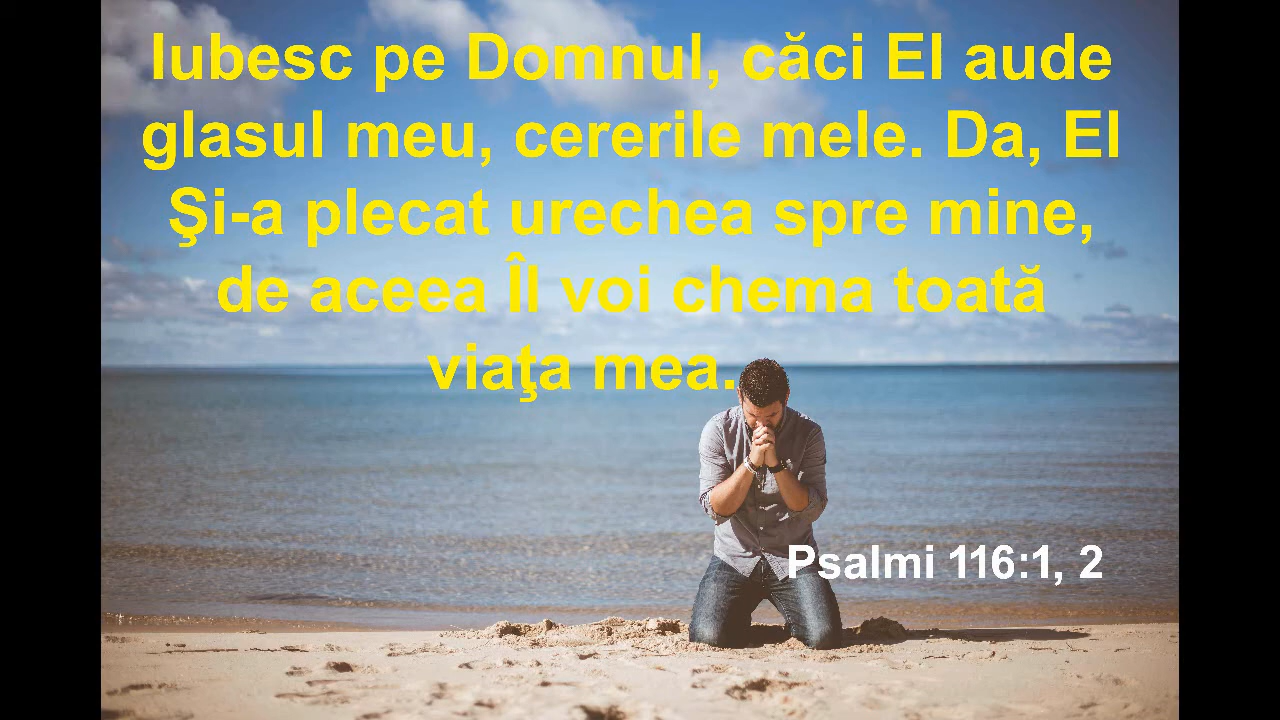 Iubesc pe Domnul, căci El aude
glasul meu, cererile mele. Da, El
Şi-a plecat urechea spre mine,
de aceea Îl voi chema toată
viaţa mea.
Psalmi 116:1, 2